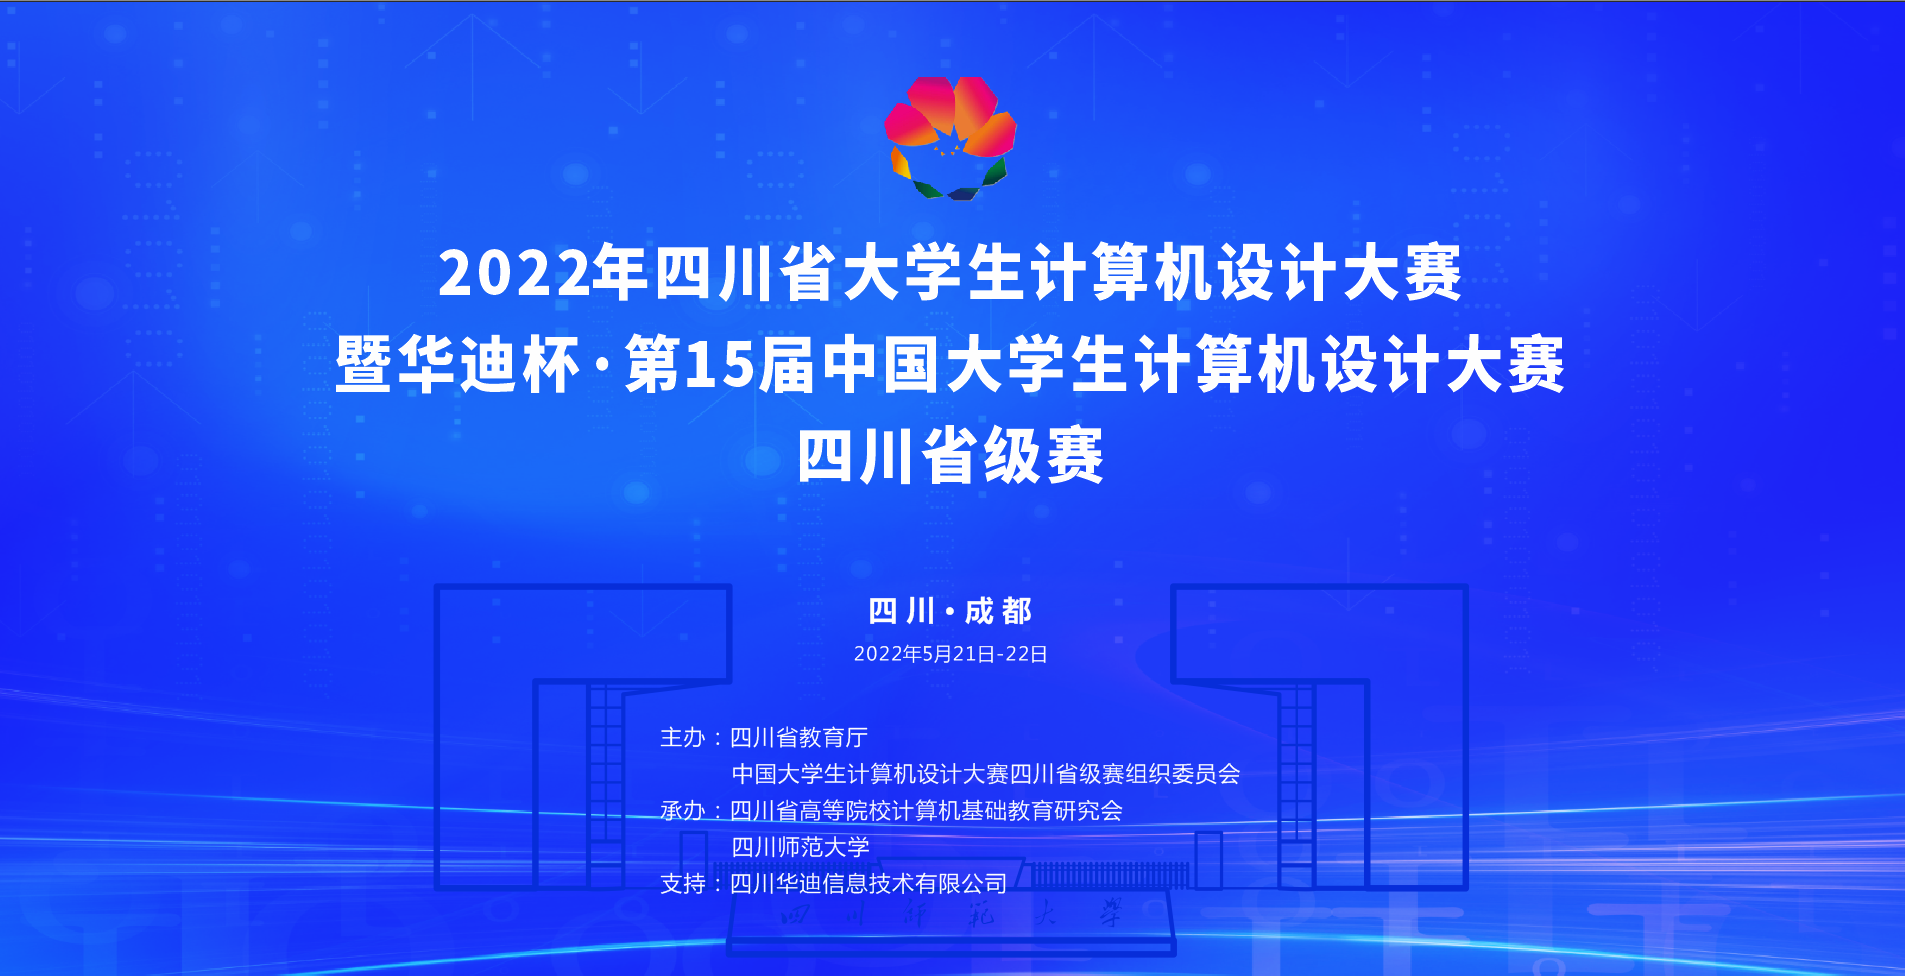 2022年四川省大学生计算机设计大赛
暨华迪杯·第15届中国大学生计算机设计大赛
四川省级赛
四川·成都
2022年5月21日-22日
主办：四川省教育厅
中国大学生计算机设计大赛四川省级赛组织委员会
承办：四川省高等院校计算机基础教育研究会
四川师范大学
支持：四川华迪信息技术有限公司
四川师范大學